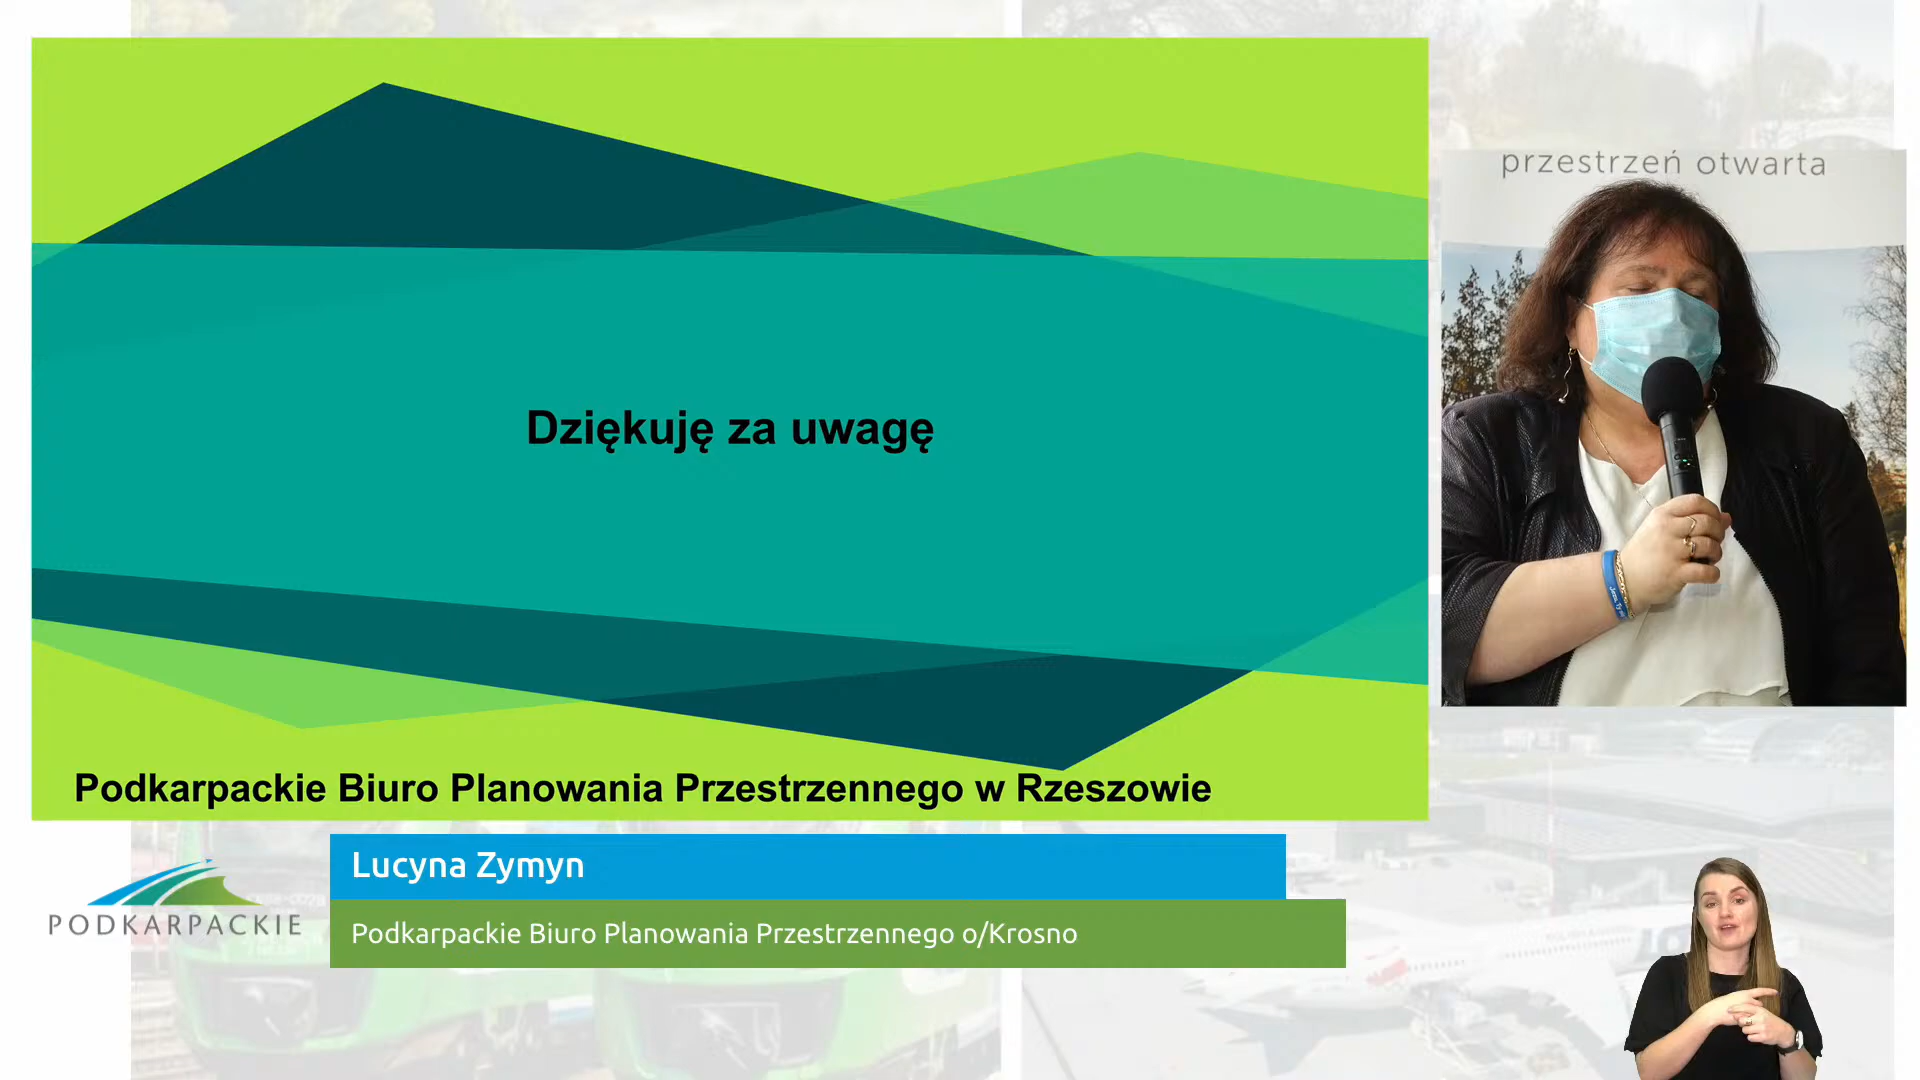 przestrzeń otwarta
Dziękuję za uwagę
Podkarpackie Biuro Planowania Przestrzennego w Rzeszowie
Lucyna Zymyn
PODKARPACKIE
Podkarpackie Biuro Planowania Przestrzennego o/Krosno